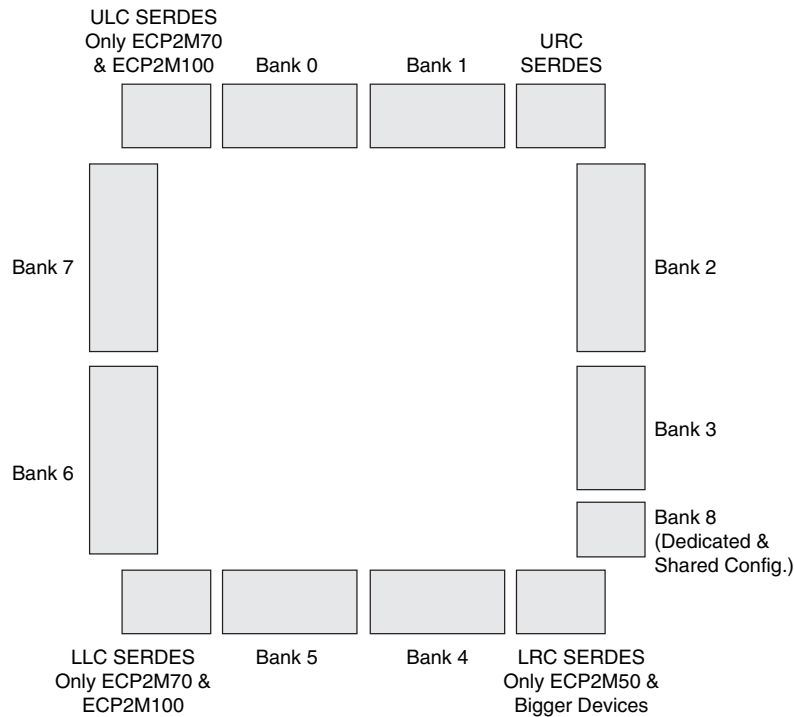 ULC SERDES
Only ECP2M70
& ECP2M100
Bank 0
Bank 1
URC
SERDES
Bank 7
Bank 2
Bank 6
Bank 3
Bank 8
(Dedicated &
Shared Config.)
LLC SERDES
Only ECP2M70 &
ECP2M100
Bank 5
Bank 4
LRC SERDES
Only ECP2M50 &
Bigger Devices